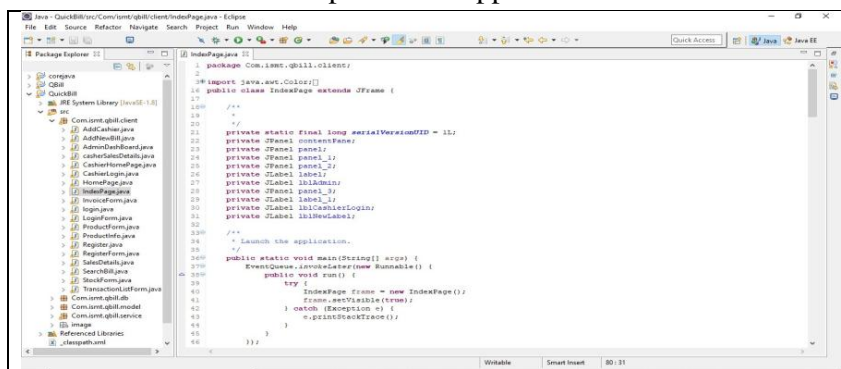 Java - QuickBill/src/Com/ismt/qbill/client/IndexPage.java - Eclipse
File Edit Source Refactor Navigate Search Project Run Window Help
Quick Access
Java
Java EE
Package Explorer
IndexPage.java
corejava
QBill
QuickBill
JRE System Library [JavaSE-1.8]
src
Com.ismt.qbill.client
AddCashier.java
AddNewBill.java
AdminDashBoard.java
casherSalesDetails.java
CashierHomePage.java
CashierLogin.java
HomePage.java
IndexPage.java
InvoiceForm.java
login.java
LoginForm.java
ProductForm.java
ProductInfo.java
Register.java
RegisterForm.java
SalesDetails.java
SearchBill.java
StockForm.java
TransactionListForm.java
Com.ismt.qbill.db
Com.ismt.qbill.model
Com.ismt.qbill.service
image
Referenced Libraries
_classpath.xml
1 package Com.ismt.qbill.client;
2
3 import java.awt.Color;
16 public class IndexPage extends JFrame {
17
18 /**
19 *
20 */
21 private static final long serialVersionUID = 1L;
22 private JPanel contentPane;
23 private JPanel panel;
24 private JPanel panel_1;
25 private JPanel panel_2;
26 private JLabel label;
27 private JLabel lblAdmin;
28 private JPanel panel_3;
29 private JLabel label_1;
30 private JLabel lblCashierLogin;
31 private JLabel lblNewLabel;
32
33 /**
34 * Launch the application.
35 */
36 public static void main(String[] args) {
37 EventQueue.invokeLater(new Runnable() {
38 public void run() {
39 try {
40 IndexPage frame = new IndexPage();
41 frame.setVisible(true);
42 } catch (Exception e) {
43 e.printStackTrace();
44 }
45 }
46 });
Writable
Smart Insert
80 : 31